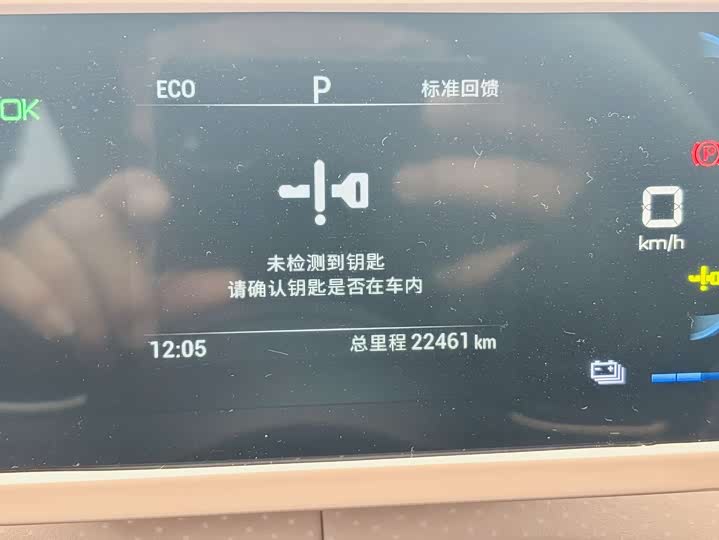 ECO P 标准回馈
OK
未检测到钥匙
0
km/h
请确认钥匙是否在车内
12:05 总里程 22461 km